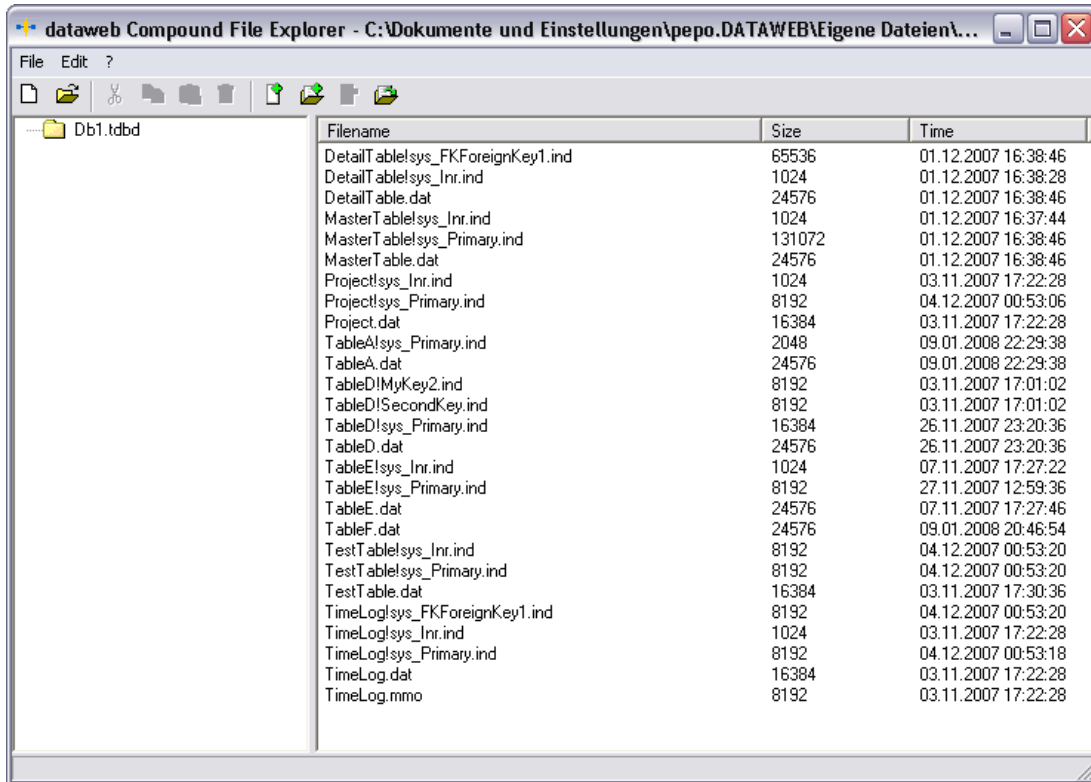 dataweb Compound File Explorer - C:\Dokumente und Einstellungen\pepo.DATAWEB\Eigene Dateien\...
File Edit ?
Db1.tdbd
Filename Size Time
DetailTable!sys_FKForeignKey1.ind 65536 01.12.2007 16:38:46
DetailTable!sys_Inr.ind 1024 01.12.2007 16:38:28
DetailTable.dat 24576 01.12.2007 16:38:46
MasterTable!sys_Inr.ind 1024 01.12.2007 16:37:44
MasterTable!sys_Primary.ind 131072 01.12.2007 16:38:46
MasterTable.dat 24576 01.12.2007 16:38:46
Project!sys_Inr.ind 1024 03.11.2007 17:22:28
Project!sys_Primary.ind 8192 04.12.2007 00:53:06
Project.dat 16384 03.11.2007 17:22:28
TableA!sys_Primary.ind 2048 09.01.2008 22:29:38
TableA.dat 24576 09.01.2008 22:29:38
TableD!MyKey2.ind 8192 03.11.2007 17:01:02
TableD!SecondKey.ind 8192 03.11.2007 17:01:02
TableD!sys_Primary.ind 16384 26.11.2007 23:20:36
TableD.dat 24576 26.11.2007 23:20:36
TableE!sys_Inr.ind 1024 07.11.2007 17:27:22
TableE!sys_Primary.ind 8192 27.11.2007 12:59:36
TableE.dat 24576 07.11.2007 17:27:46
TableF.dat 24576 09.01.2008 20:46:54
TestTable!sys_Inr.ind 8192 04.12.2007 00:53:20
TestTable!sys_Primary.ind 8192 04.12.2007 00:53:20
TestTable.dat 16384 03.11.2007 17:30:36
TimeLog!sys_FKForeignKey1.ind 8192 04.12.2007 00:53:20
TimeLog!sys_Inr.ind 1024 03.11.2007 17:22:28
TimeLog!sys_Primary.ind 8192 04.12.2007 00:53:18
TimeLog.dat 16384 03.11.2007 17:22:28
TimeLog.mmo 8192 03.11.2007 17:22:28